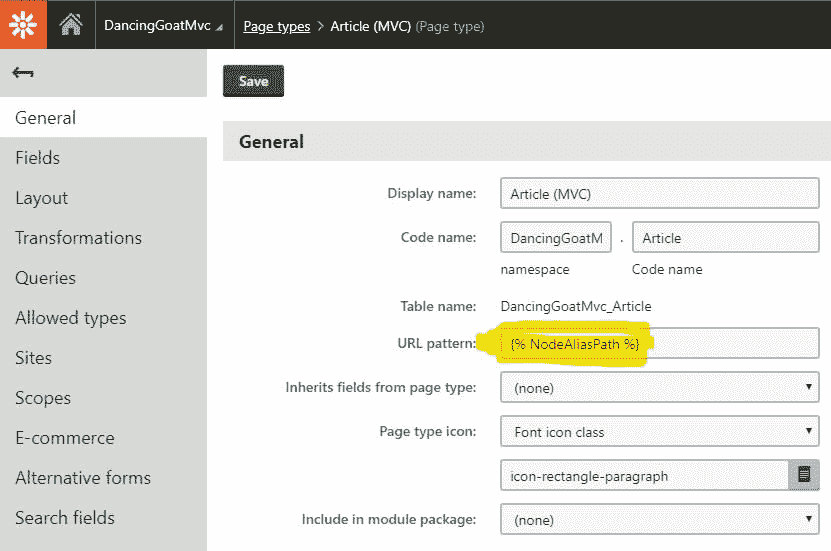 DancingGoatMvc Page types > Article (MVC) (Page type)
Save
General
Fields
Layout
Transformations
Queries
Allowed types
Sites
Scopes
E-commerce
Alternative forms
Search fields
General
Display name: Article (MVC)
Code name: DancingGoatM . Article
namespace Code name
Table name: DancingGoatMvc_Article
URL pattern: {% NodeAliasPath %}
Inherits fields from page type: (none)
Page type icon: Font icon class
icon-rectangle-paragraph
Include in module package: (none)